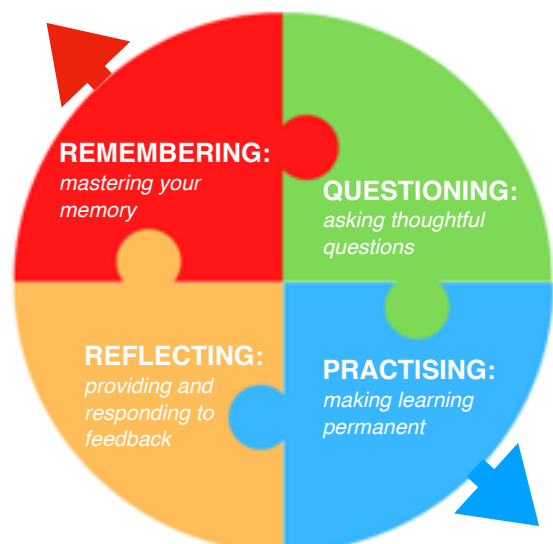 REMEMBERING:
mastering your
memory
QUESTIONING:
asking thoughtful
questions
REFLECTING:
providing and
responding to
feedback
PRACTISING:
making learning
permanent